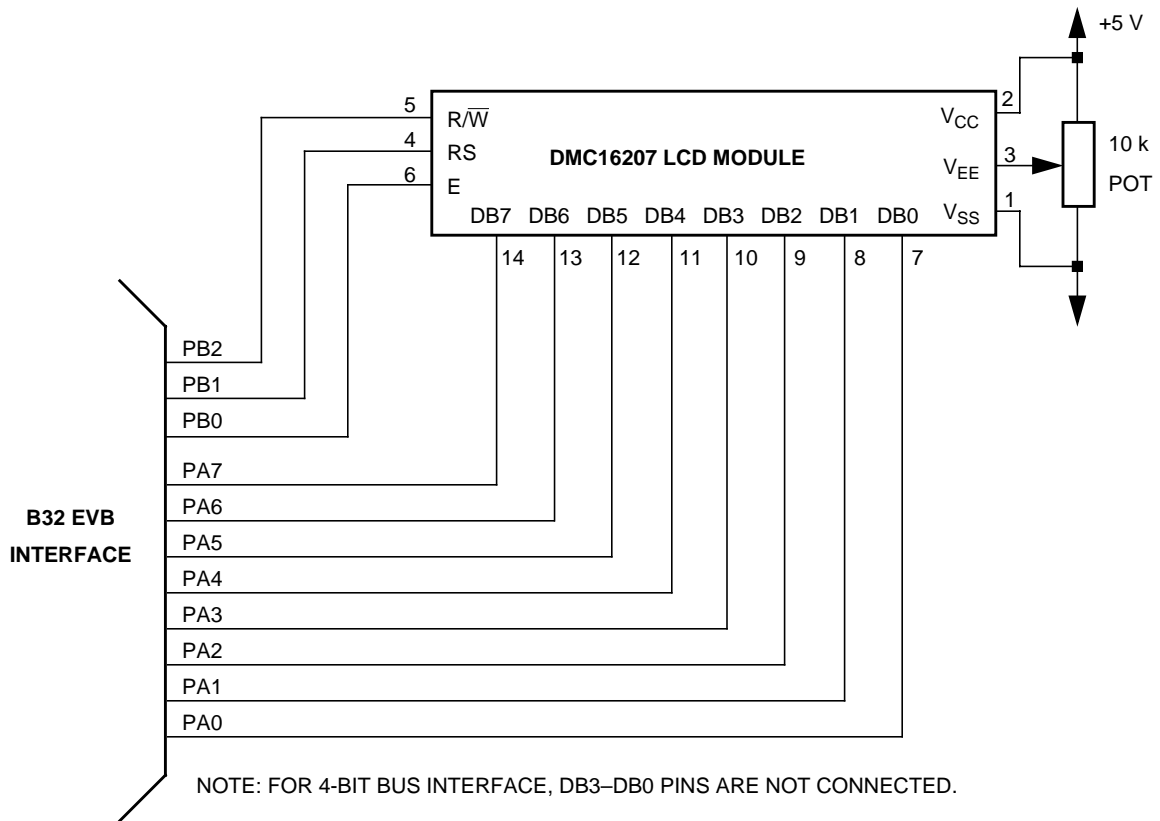 +5 V
5
R/W̅
4
RS
6
E
DMC16207 LCD MODULE
VCC
2
VEE
3
VSS
1
10 k
POT
DB7 DB6 DB5 DB4 DB3 DB2 DB1 DB0
14 13 12 11 10 9 8 7
PB2
PB1
PB0
PA7
PA6
PA5
PA4
PA3
PA2
PA1
PA0
B32 EVB
INTERFACE
NOTE: FOR 4-BIT BUS INTERFACE, DB3–DB0 PINS ARE NOT CONNECTED.